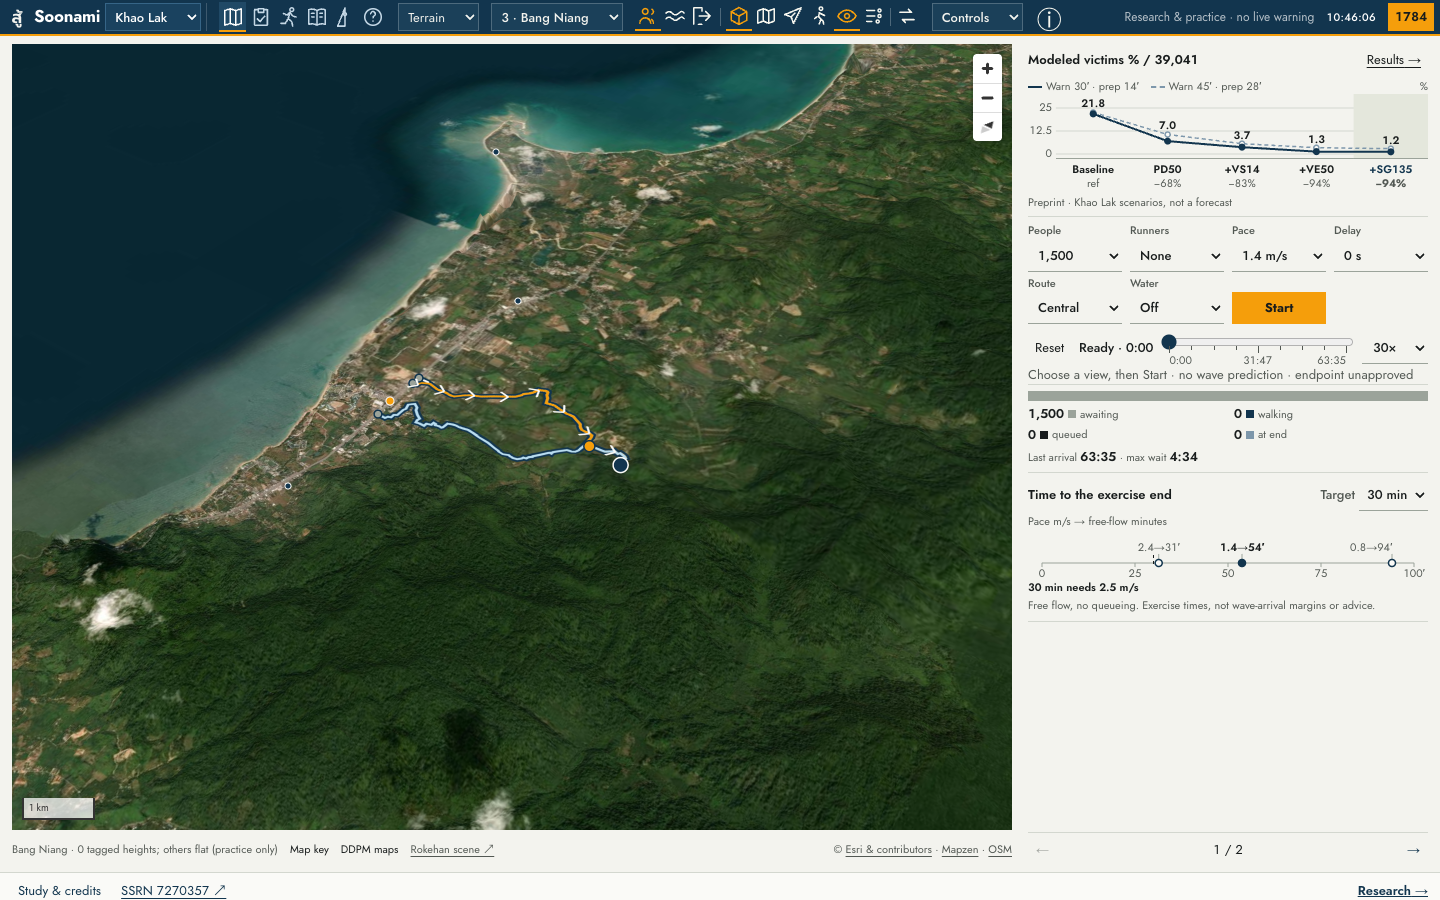 Soonami Khao Lak Terrain 3 · Bang Niang Controls Research & practice · no live warning 10:46:06 1784
Modeled victims % / 39,041 Results →
Warn 30′ · prep 14′ Warn 45′ · prep 28′ %
25
12.5
0
21.8 7.0 3.7 1.3 1.2
Baseline PD50 +VS14 +VE50 +SG135
ref −68% −83% −94% −94%
Preprint · Khao Lak scenarios, not a forecast
People Runners Pace Delay
1,500 None 1.4 m/s 0 s
Route Water
Central Off Start
Reset Ready · 0:00 30×
0:00 31:47 63:35
Choose a view, then Start · no wave prediction · endpoint unapproved
1,500 awaiting 0 walking
0 queued 0 at end
Last arrival 63:35 · max wait 4:34
Time to the exercise end Target 30 min
Pace m/s → free-flow minutes
2.4→31′ 1.4→54′ 0.8→94′
0 25 50 75 100′
30 min needs 2.5 m/s
Free flow, no queueing. Exercise times, not wave-arrival margins or advice.
1 km
Bang Niang · 0 tagged heights; others flat (practice only) Map key DDPM maps Rokehan scene ↗ © Esri & contributors · Mapzen · OSM
← 1 / 2 →
Study & credits SSRN 7270357 ↗ Research →